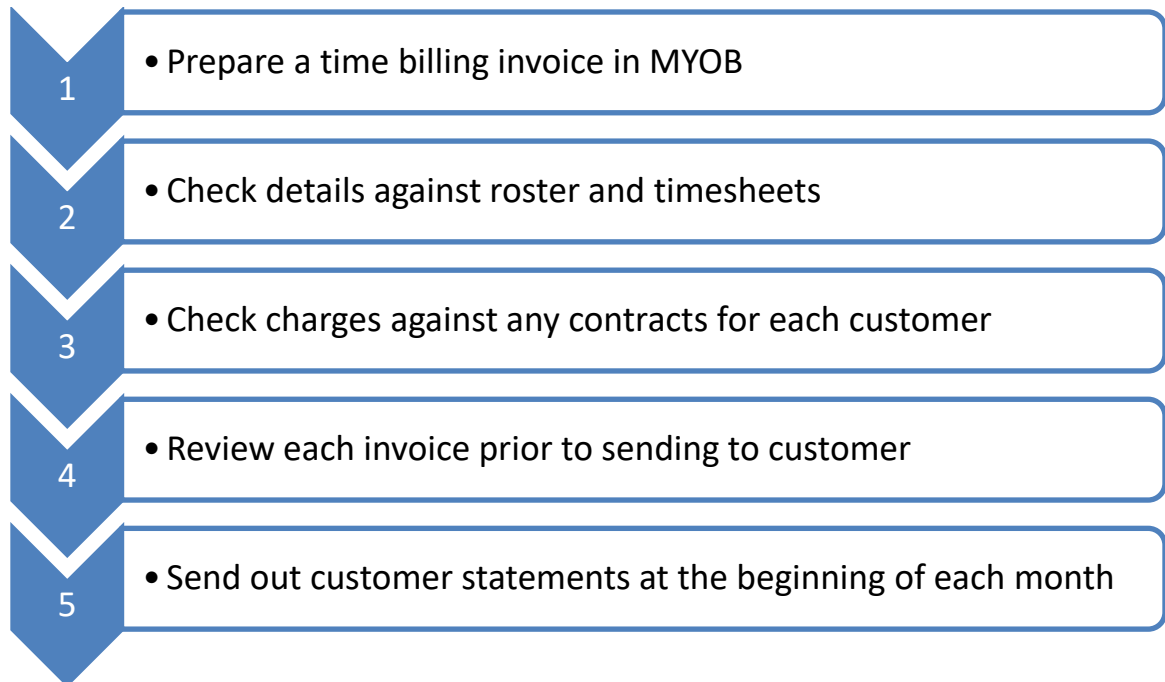 1
• Prepare a time billing invoice in MYOB
2
• Check details against roster and timesheets
3
• Check charges against any contracts for each customer
4
• Review each invoice prior to sending to customer
5
• Send out customer statements at the beginning of each month